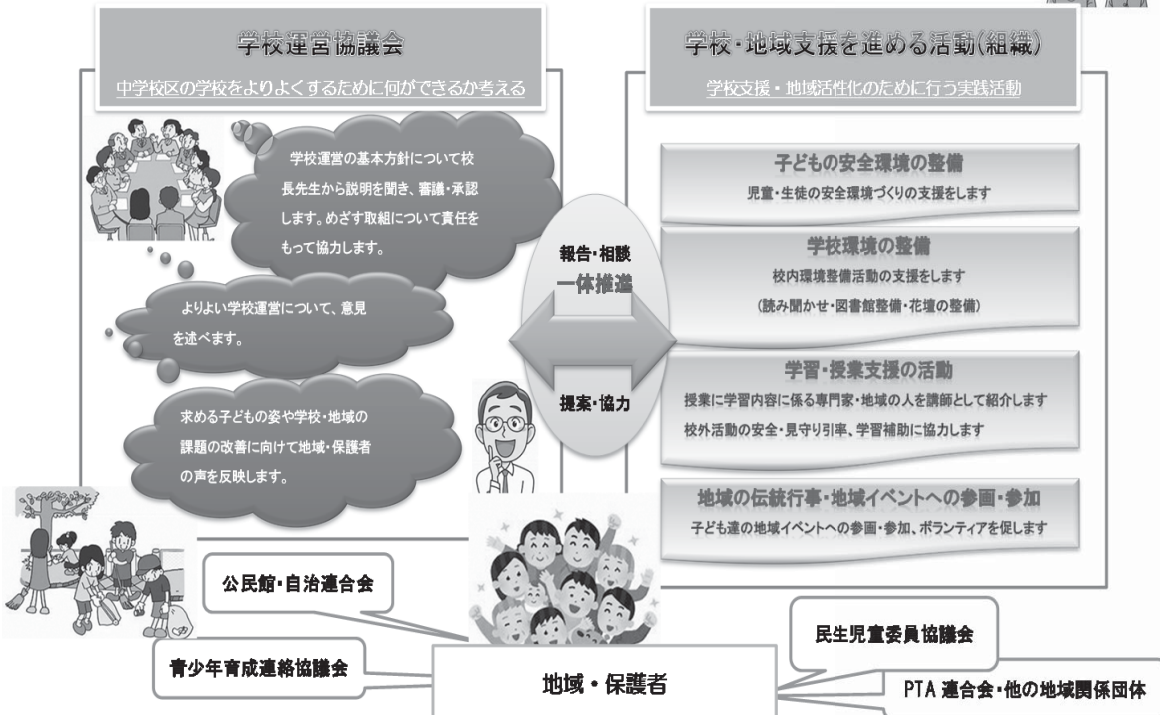 学校運営協議会
中学校区の学校をよりよくするために何ができるか考える
学校運営の基本方針について校
長先生から説明を聞き、審議・承認
します。めざす取組について責任を
もって協力します。
よりよい学校運営について、意見
を述べます。
求める子どもの姿や学校・地域の
課題の改善に向けて地域・保護者
の声を反映します。
報告・相談
一体推進
提案・協力
学校・地域支援を進める活動(組織)
学校支援・地域活性化のために行う実践活動
子どもの安全環境の整備
児童・生徒の安全環境づくりの支援をします
学校環境の整備
校内環境整備活動の支援をします
(読み聞かせ・図書館整備・花壇の整備)
学習・授業支援の活動
授業に学習内容に係る専門家・地域の人を講師として紹介します
校外活動の安全・見守り引率、学習補助に協力します
地域の伝統行事・地域イベントへの参画・参加
子ども達の地域イベントへの参画・参加、ボランティアを促します
公民館・自治連合会
青少年育成連絡協議会
地域・保護者
民生児童委員協議会
PTA 連合会・他の地域関係団体